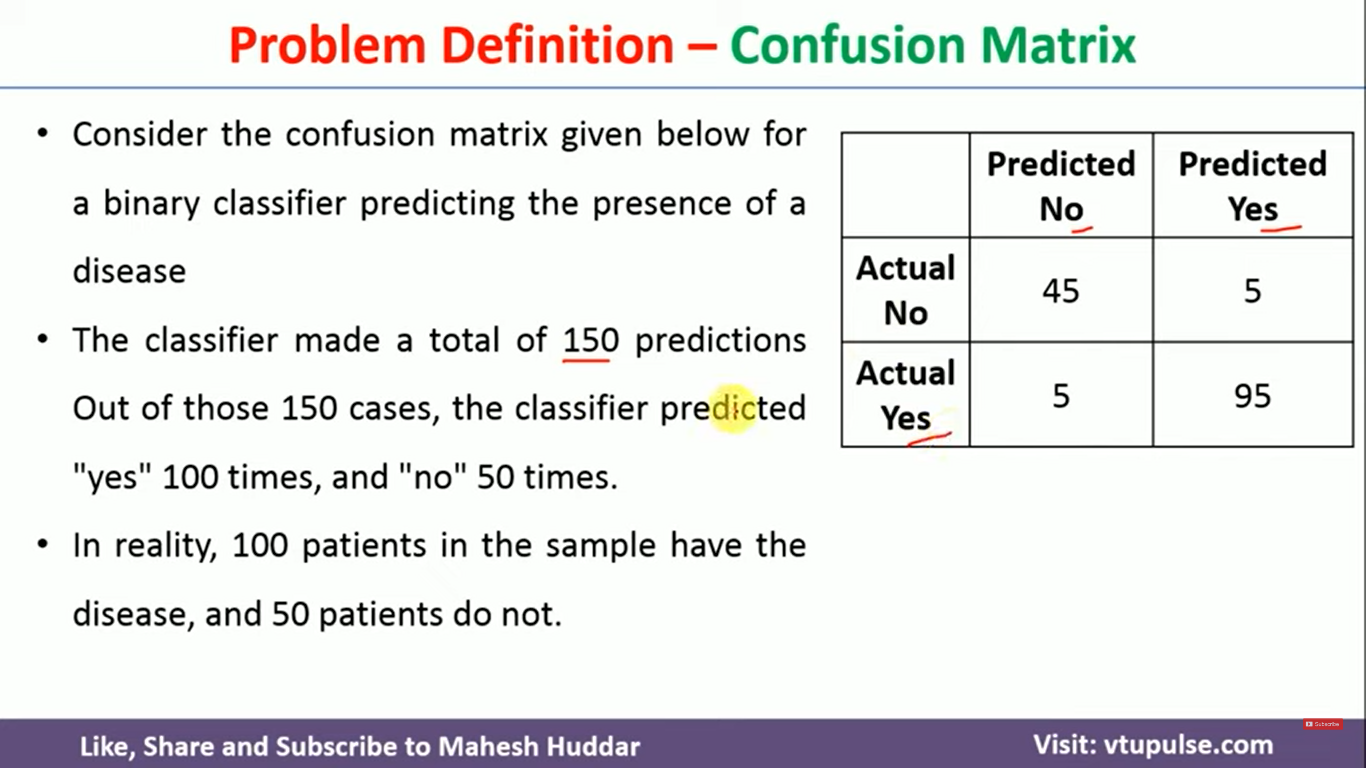 Problem Definition – Confusion Matrix
• Consider the confusion matrix given below for
a binary classifier predicting the presence of a
disease
• The classifier made a total of 150 predictions
Out of those 150 cases, the classifier predicted
"yes" 100 times, and "no" 50 times.
• In reality, 100 patients in the sample have the
disease, and 50 patients do not.
Predicted No Predicted Yes
Actual No 45 5
Actual Yes 5 95
Subscribe
Like, Share and Subscribe to Mahesh Huddar
Visit: vtupulse.com